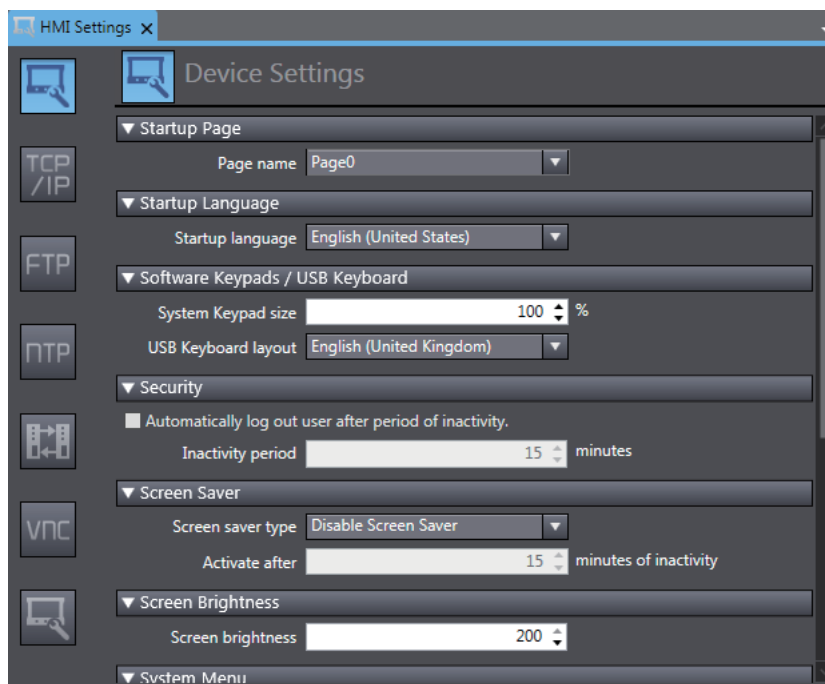 HMI Settings
Device Settings
Startup Page
Page name Page0
TCP
/IP
Startup Language
Startup language English (United States)
FTP
Software Keypads / USB Keyboard
System Keypad size 100 %
NTP
USB Keyboard layout English (United Kingdom)
Security
Automatically log out user after period of inactivity.
Inactivity period 15 minutes
Screen Saver
VNC
Screen saver type Disable Screen Saver
Activate after 15 minutes of inactivity
Screen Brightness
Screen brightness 200
System Menu